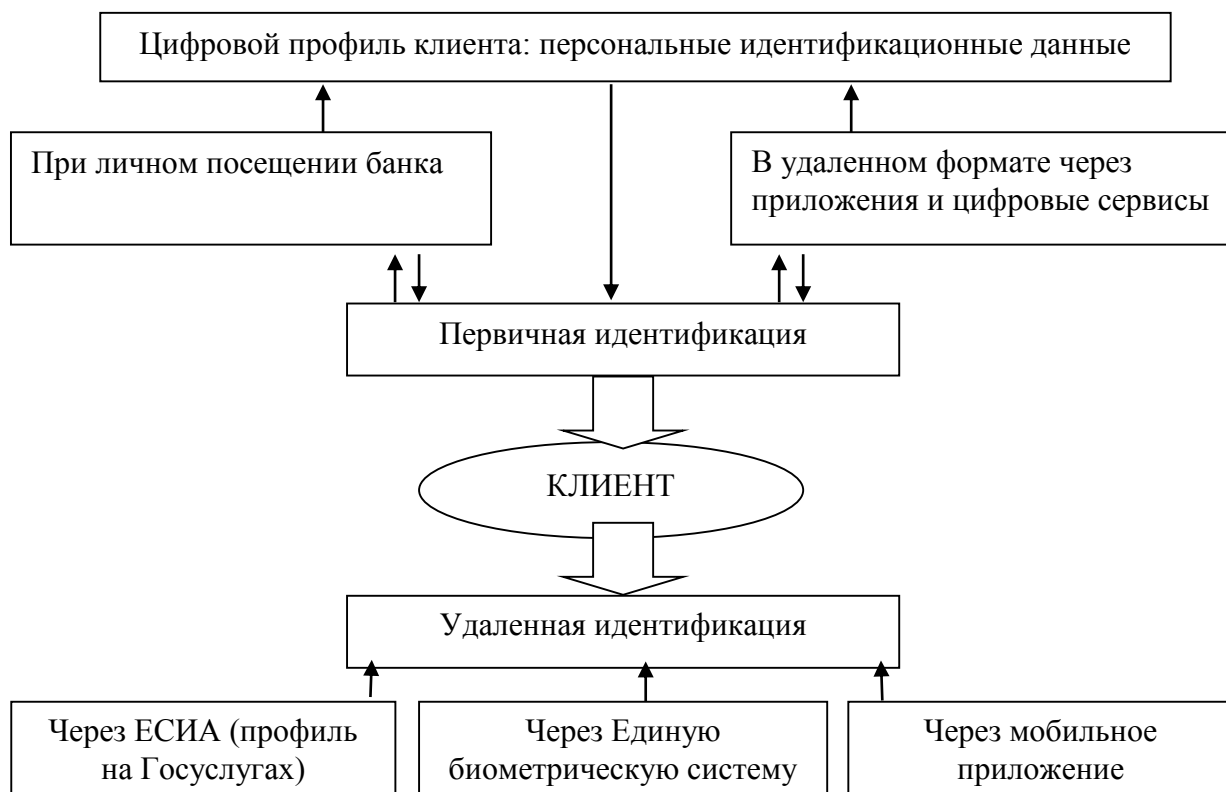 Цифровой профиль клиента: персональные идентификационные данные
При личном посещении банка
В удаленном формате через
приложения и цифровые сервисы
Первичная идентификация
КЛИЕНТ
Удаленная идентификация
Через ЕСИА (профиль
на Госуслугах)
Через Единую
биометрическую систему
Через мобильное
приложение